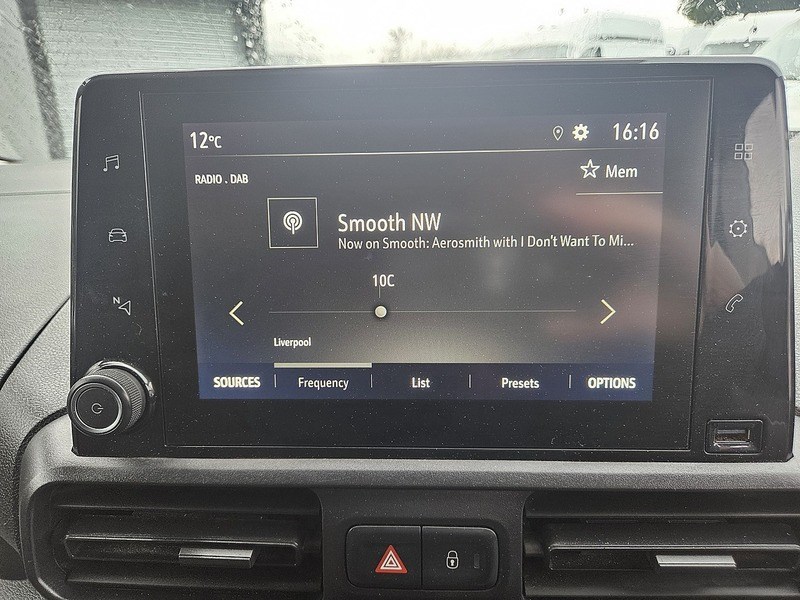 12°C 16:16
RADIO . DAB Mem
Smooth NW
Now on Smooth: Aerosmith with I Don't Want To Mi...
10C
Liverpool
SOURCES Frequency List Presets OPTIONS
N